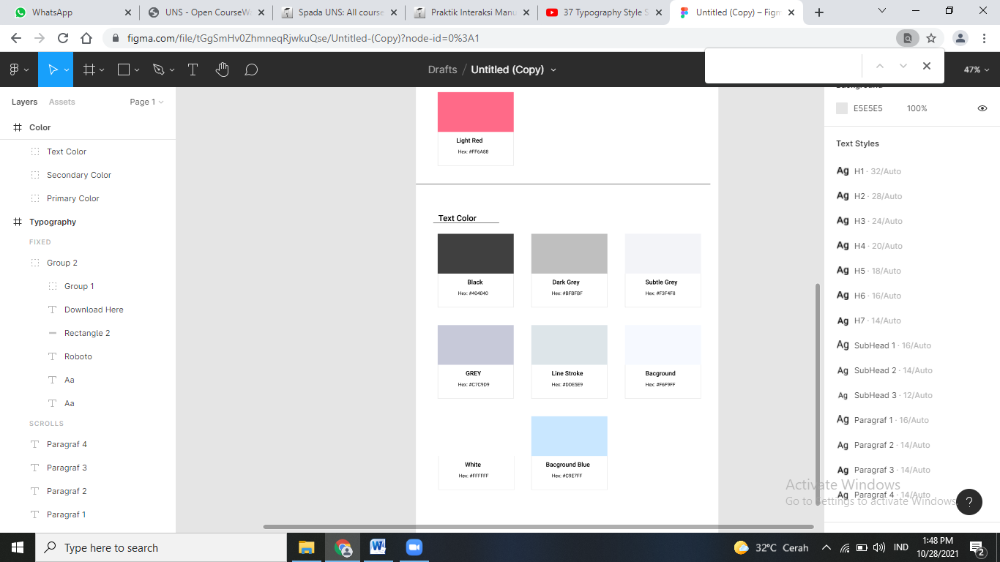 WhatsApp
UNS - Open CourseWa
Spada UNS: All course
Praktik Interaksi Manu
37 Typography Style S
Untitled (Copy) – Figm
figma.com/file/tGgSmHv0ZhmneqRjwkuQse/Untitled-(Copy)?node-id=0%3A1
Drafts / Untitled (Copy)
47%
Layers Assets Page 1
Color
Text Color
Secondary Color
Primary Color
Typography
FIXED
Group 2
Group 1
Download Here
Rectangle 2
Roboto
Aa
Aa
SCROLLS
Paragraf 4
Paragraf 3
Paragraf 2
Paragraf 1
Light Red
Hex: #FF6A88
Text Color
Black
Hex: #404040
Dark Grey
Hex: #BFBFBF
Subtle Grey
Hex: #F3F4F8
GREY
Hex: #C7C9D9
Line Stroke
Hex: #DDE5E9
Bacground
Hex: #F6F9FF
White
Hex: #FFFFFF
Bacground Blue
Hex: #C9E7FF
Background
E5E5E5 100%
Text Styles
Ag H1 · 32/Auto
Ag H2 · 28/Auto
Ag H3 · 24/Auto
Ag H4 · 20/Auto
Ag H5 · 18/Auto
Ag H6 · 16/Auto
Ag H7 · 14/Auto
Ag SubHead 1 · 16/Auto
Ag SubHead 2 · 14/Auto
Ag SubHead 3 · 12/Auto
Ag Paragraf 1 · 16/Auto
Ag Paragraf 2 · 14/Auto
Ag Paragraf 3 · 14/Auto
Ag Paragraf 4 · 14/Auto
Activate Windows
Go to Settings to activate Windows.
?
Type here to search
32°C Cerah
IND
1:48 PM
10/28/2021
2